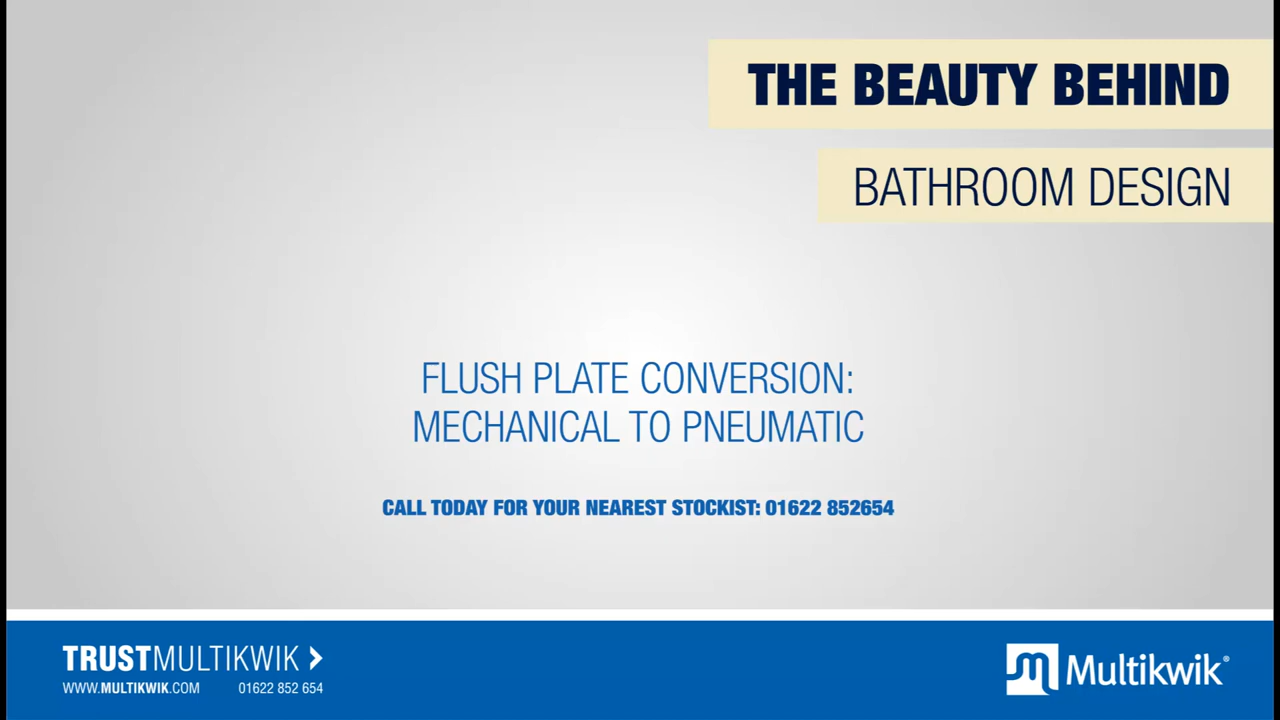 THE BEAUTY BEHIND
BATHROOM DESIGN
FLUSH PLATE CONVERSION:
MECHANICAL TO PNEUMATIC
CALL TODAY FOR YOUR NEAREST STOCKIST: 01622 852654
TRUSTMULTIKWIK
WWW.MULTIKWIK.COM 01622 852 654
Multikwik®